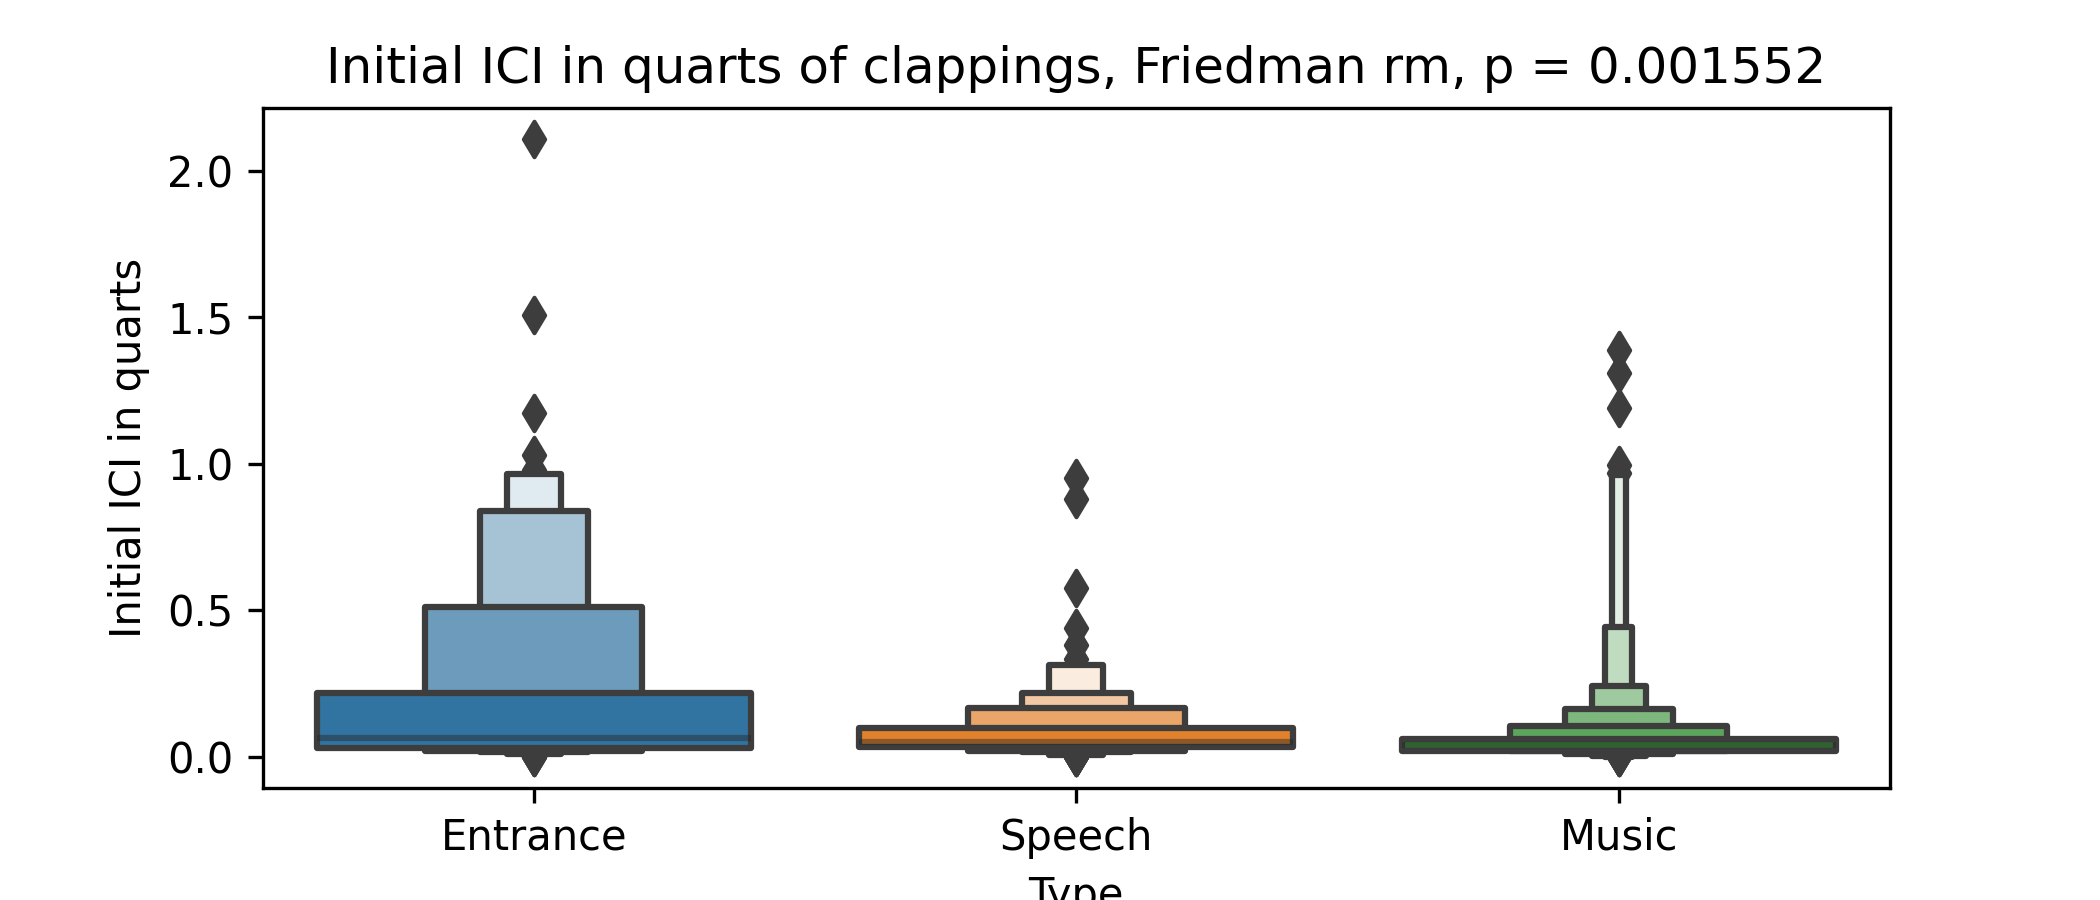 Initial ICI in quarts of clappings, Friedman rm, p = 0.001552
Initial ICI in quarts
2.0
1.5
1.0
0.5
0.0
Entrance
Speech
Music
Type